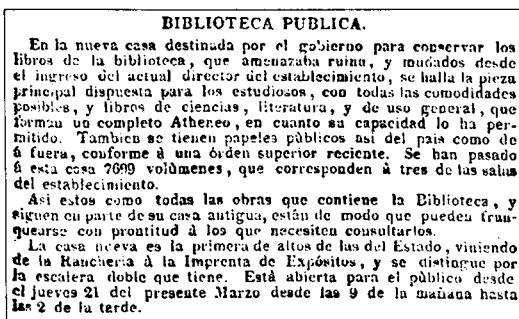 BIBLIOTECA PUBLICA.
En la nueva casa destinada por el gobierno para conservar los
libros de la biblioteca, que amenazaba ruina, y mudados desde
el ingreso del actual director del establecimiento, se halla la pieza
principal dispuesta para los estudiosos, con todas las comodidades
posibles, y libros de ciencias, literatura, y de uso general, que
forman un completo Atheneo, en cuanto su capacidad lo ha per-
mitido. Tambien se tienen papeles públicos asi del pais como de
á fuera, conforme á una órden superior reciente. Se han pasado
á esta casa 7699 volúmenes, que corresponden á tres de las salas
del establecimiento.
Asi estos como todas las obras que contiene la Biblioteca, y
siguen en parte de su casa antigua, están de modo que pueden fran-
quearse con prontitud á los que necesiten consultarlos.
La casa nueva es la primera de altos de las del Estado, viniendo
de la Rancheria á la Imprenta de Expósitos, y se distingue por
la escalera doble que tiene. Está abierta para el público desde
el jueves 21 del presente Marzo desde las 9 de la mañana hasta
las 2 de la terde.